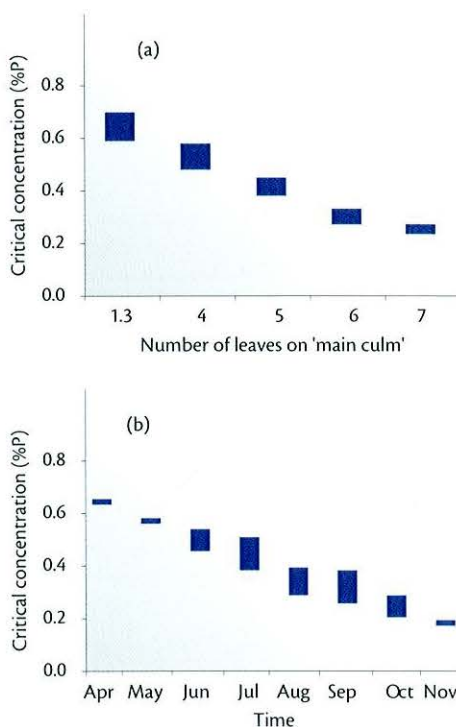 (a)
Critical concentration (%P)
0.8
0.6
0.4
0.2
0.0
1.3 4 5 6 7
Number of leaves on 'main culm'
(b)
Critical concentration (%P)
0.8
0.6
0.4
0.2
0.0
Apr May Jun Jul Aug Sep Oct Nov
Time